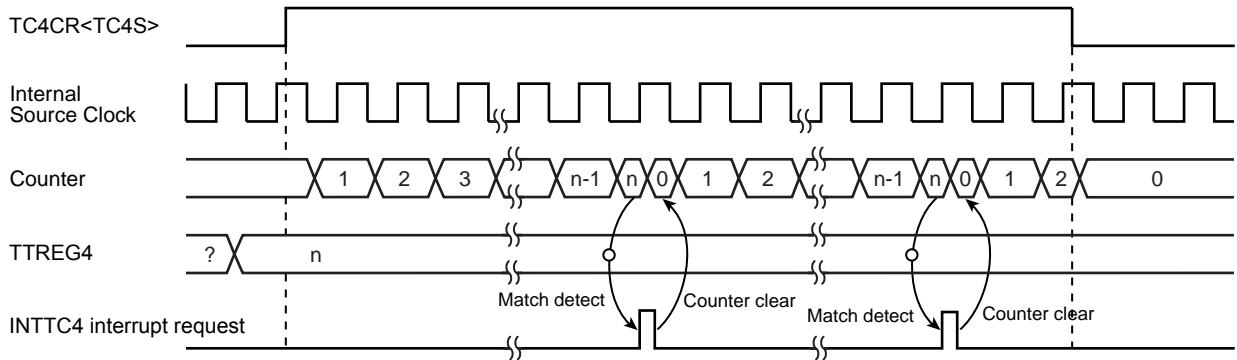 TC4CR<TC4S>
Internal
Source Clock
Counter
1 2 3 n-1 n 0 1 2 n-1 n 0 1 2 0
TTREG4
? n
Match detect Counter clear Match detect Counter clear
INTTC4 interrupt request